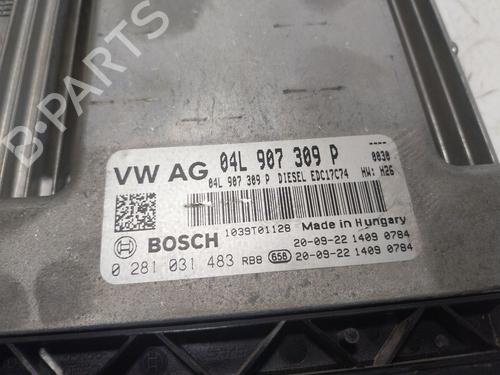 B-PARTS
VW AG 04L 907 309 P ----
04L 907 309 P DIESEL EDC17C74 0830
HW: H26
1039T01128 Made in Hungary
BOSCH 20-09-22 1409 0784
0 281 031 483 RB8 658 20-09-22 1409 0784